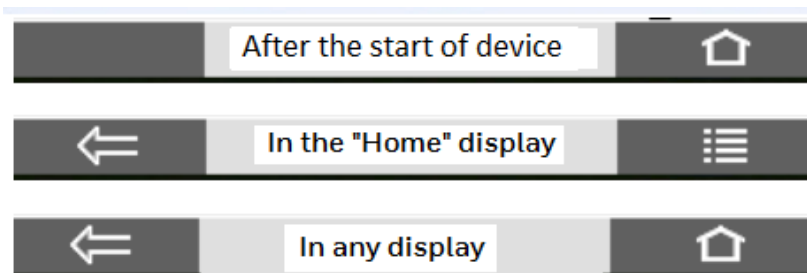 After the start of device
In the "Home" display
In any display